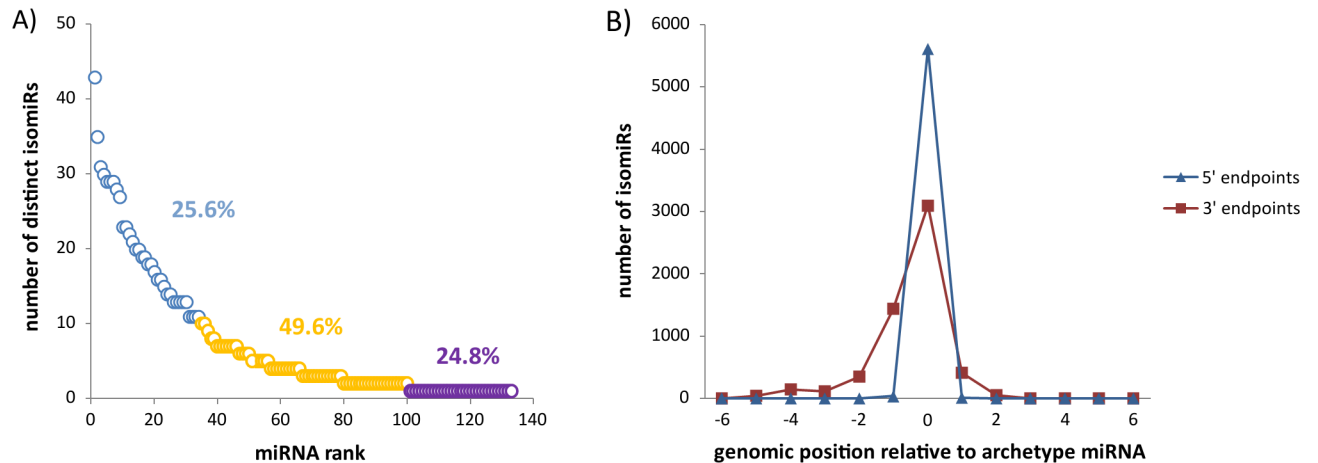 A)
50
40
30
20
10
0
number of distinct isomiRs
25.6%
49.6%
24.8%
0 20 40 60 80 100 120 140
miRNA rank
B)
6000
5000
4000
3000
2000
1000
0
number of isomiRs
-6 -4 -2 0 2 4 6
genomic position relative to archetype miRNA
5' endpoints
3' endpoints